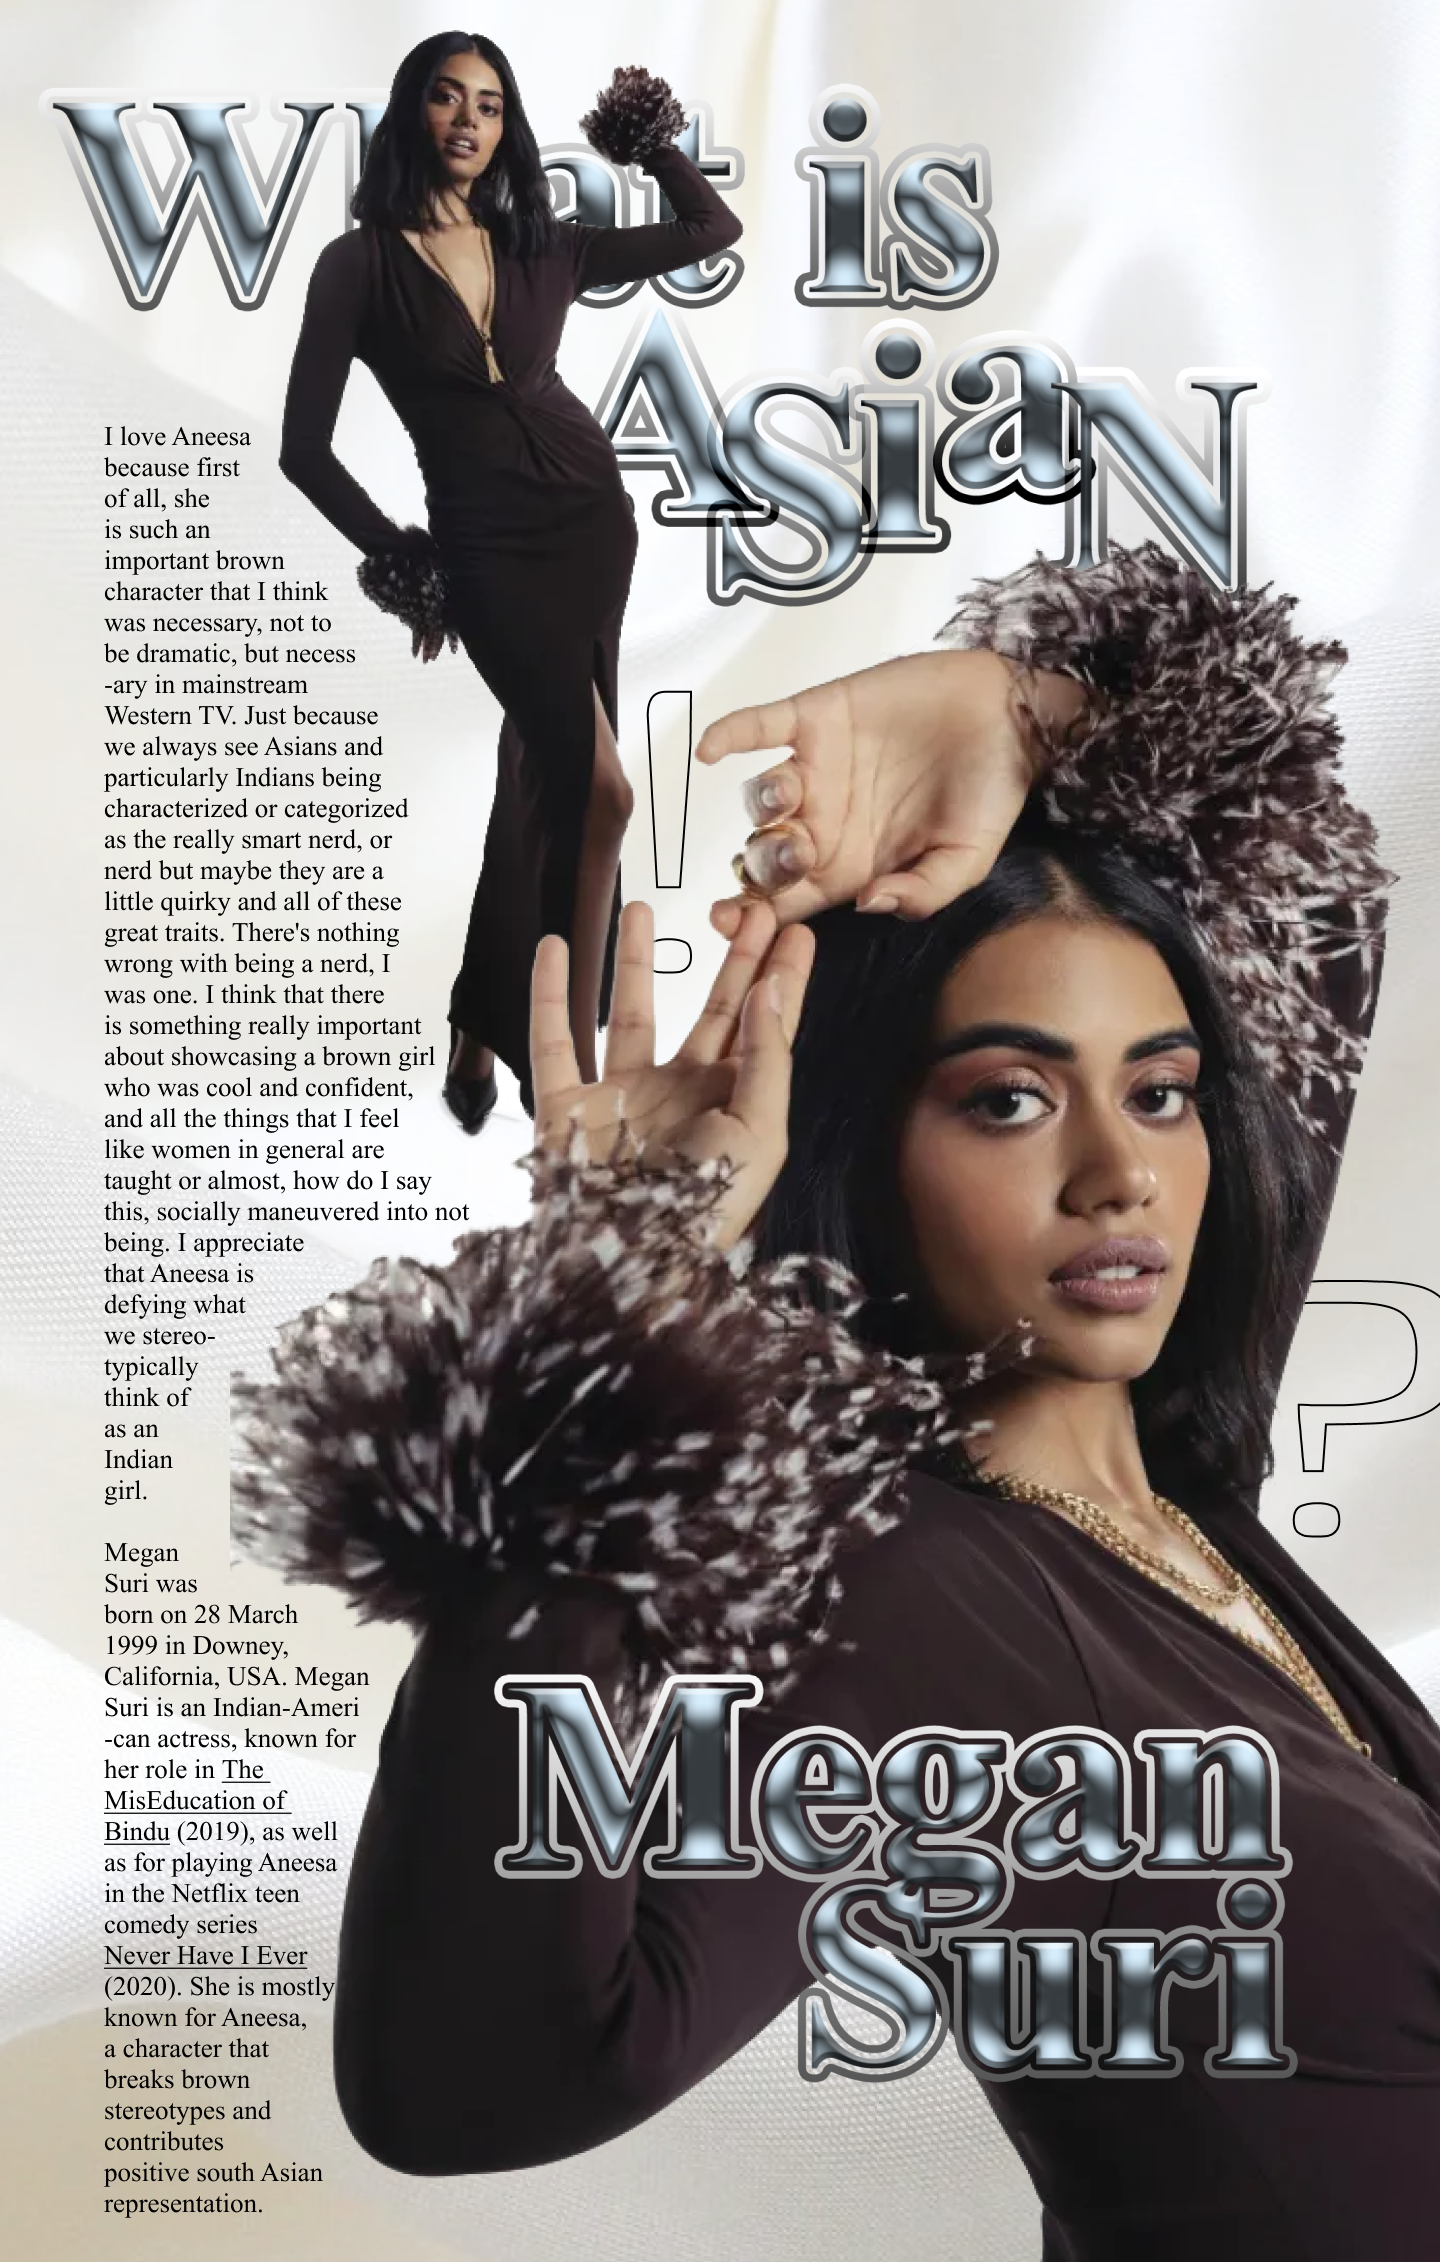 What is
AsiaN
I love Aneesa
because first
of all, she
is such an
important brown
character that I think
was necessary, not to
be dramatic, but necess
-ary in mainstream
Western TV. Just because
we always see Asians and
particularly Indians being
characterized or categorized
as the really smart nerd, or
nerd but maybe they are a
little quirky and all of these
great traits. There's nothing
wrong with being a nerd, I
was one. I think that there
is something really important
about showcasing a brown girl
who was cool and confident,
and all the things that I feel
like women in general are
taught or almost, how do I say
this, socially maneuvered into not
being. I appreciate
that Aneesa is
defying what
we stereo-
typically
think of
as an
Indian
girl.
Megan
Suri was
born on 28 March
1999 in Downey,
California, USA. Megan
Suri is an Indian-Ameri
-can actress, known for
her role in The
MisEducation of
Bindu (2019), as well
as for playing Aneesa
in the Netflix teen
comedy series
Never Have I Ever
(2020). She is mostly
known for Aneesa,
a character that
breaks brown
stereotypes and
contributes
positive south Asian
representation.
!
?
Megan
Suri